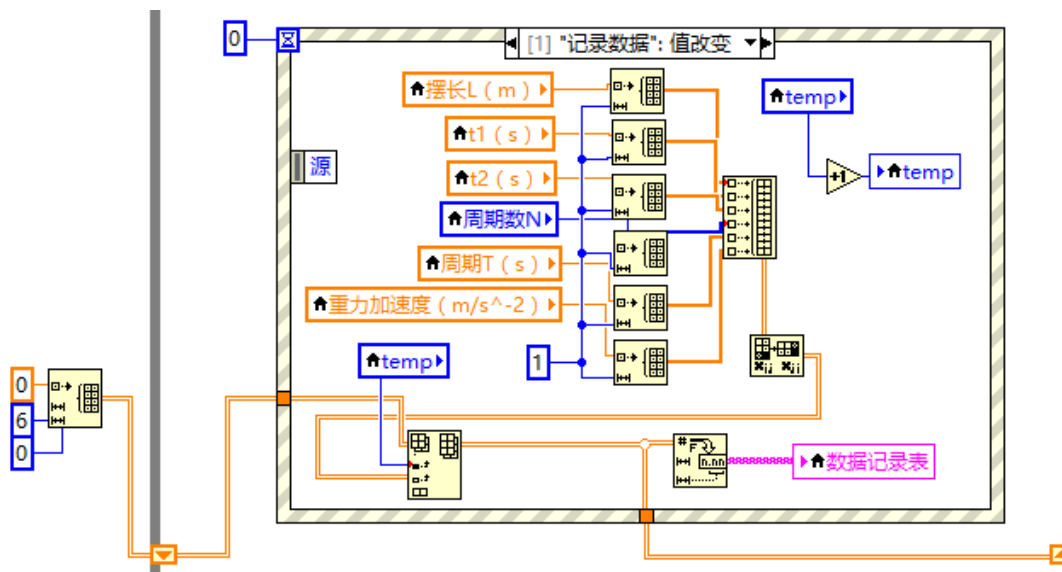 0
[1] "记录数据": 值改变
摆长L（m）
temp
t1（s）
+1
temp
源
t2（s）
周期数N
周期T（s）
重力加速度（m/s^-2）
temp
1
0
6
0
#
F
n.nn
数据记录表